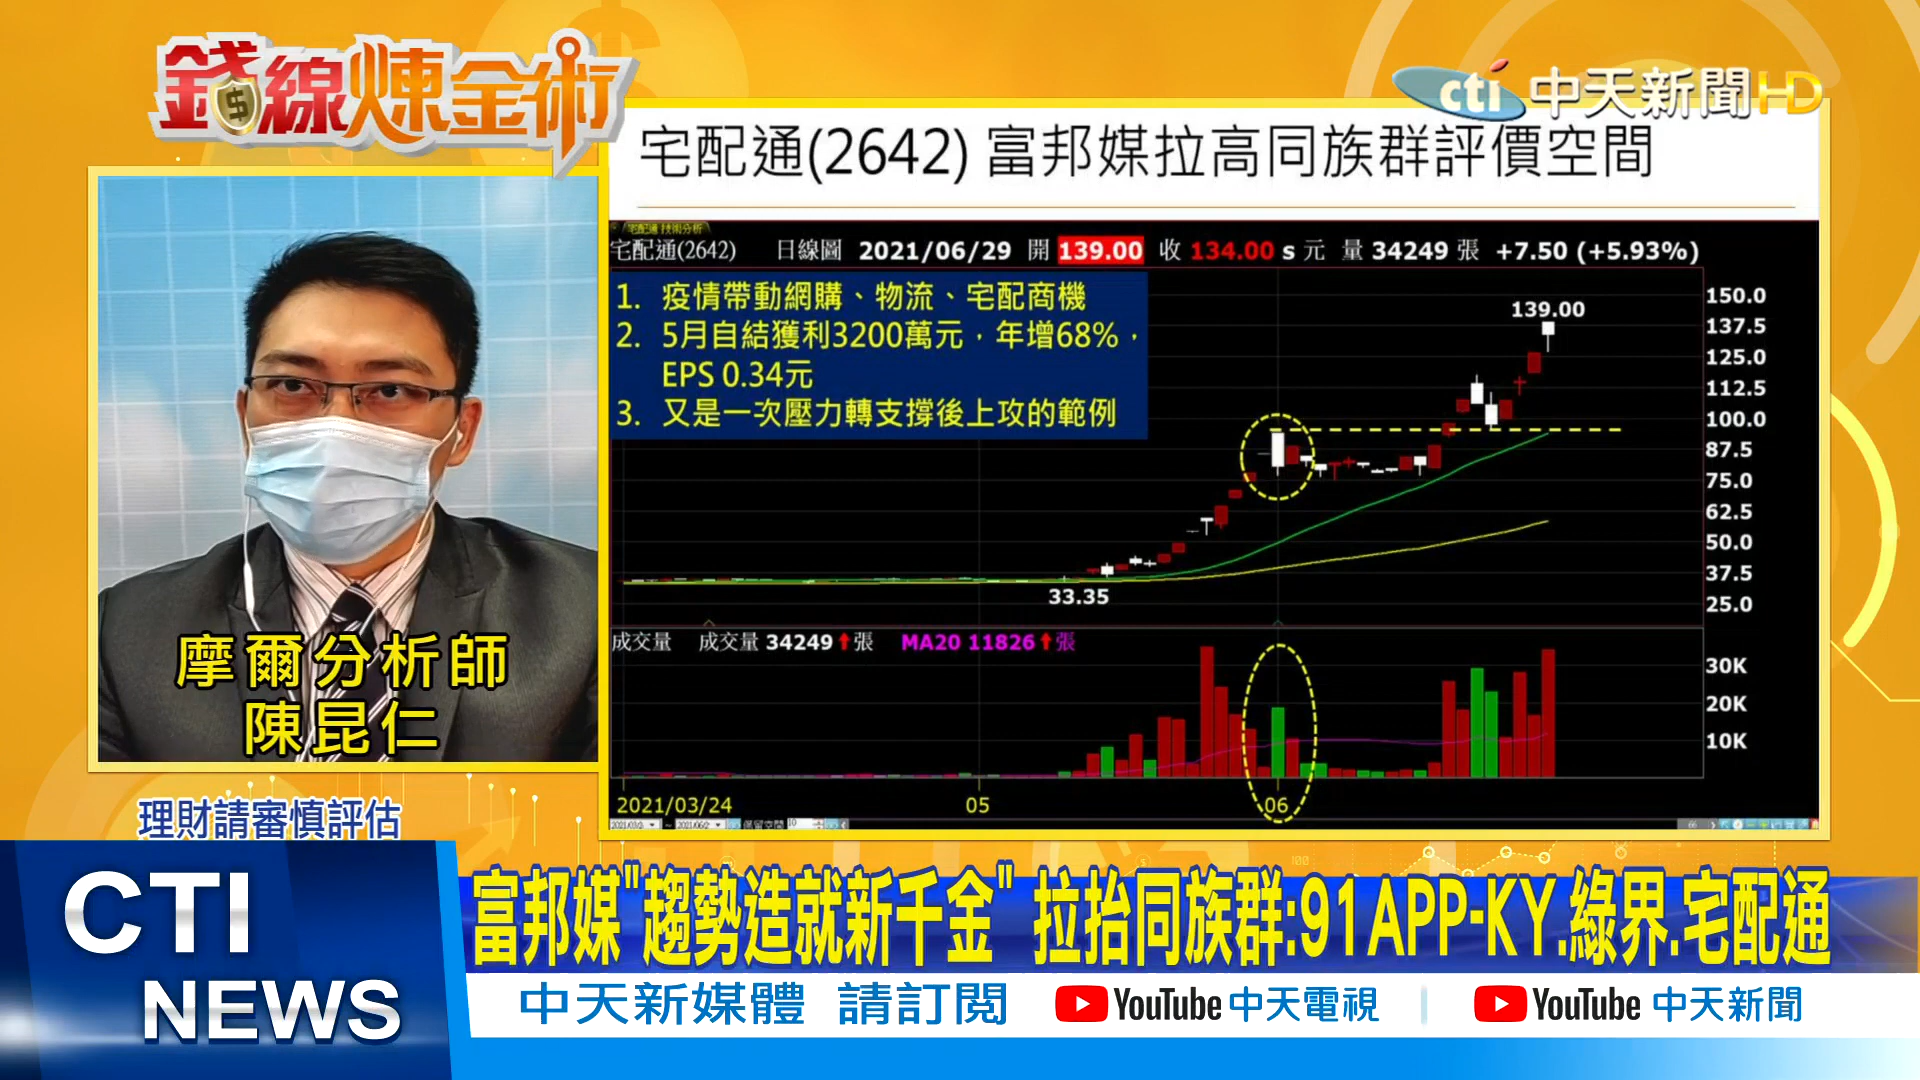 錢線煉金術
cti 中天新聞HD
宅配通(2642) 富邦媒拉高同族群評價空間
宅配通 技術分析
宅配通(2642) 日線圖 2021/06/29 開 139.00 收 134.00 s 元 量 34249 張 +7.50 (+5.93%)
1. 疫情帶動網購、物流、宅配商機
2. 5月自結獲利3200萬元，年增68%，
EPS 0.34元
3. 又是一次壓力轉支撐後上攻的範例
139.00
150.0
137.5
125.0
112.5
100.0
87.5
75.0
62.5
50.0
37.5
25.0
33.35
成交量 成交量 34249↑張 MA20 11826↑張
30K
20K
10K
2021/03/24 05 06
摩爾分析師
陳昆仁
理財請審慎評估
CTI
NEWS
富邦媒"趨勢造就新千金" 拉抬同族群:91APP-KY.綠界.宅配通
中天新媒體 請訂閱 YouTube 中天電視 | YouTube 中天新聞